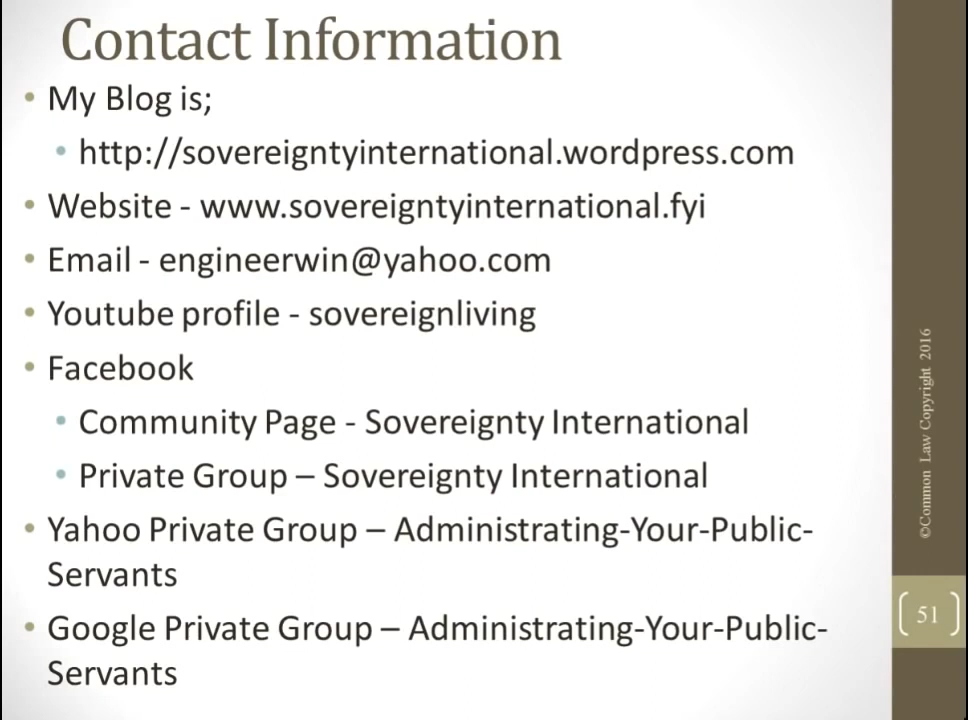 Contact Information
• My Blog is;
• http://sovereigntyinternational.wordpress.com
• Website - www.sovereigntyinternational.fyi
• Email - engineerwin@yahoo.com
• Youtube profile - sovereignliving
• Facebook
• Community Page - Sovereignty International
• Private Group – Sovereignty International
• Yahoo Private Group – Administrating-Your-Public-
Servants
• Google Private Group – Administrating-Your-Public-
Servants
©Common Law Copyright 2016
51